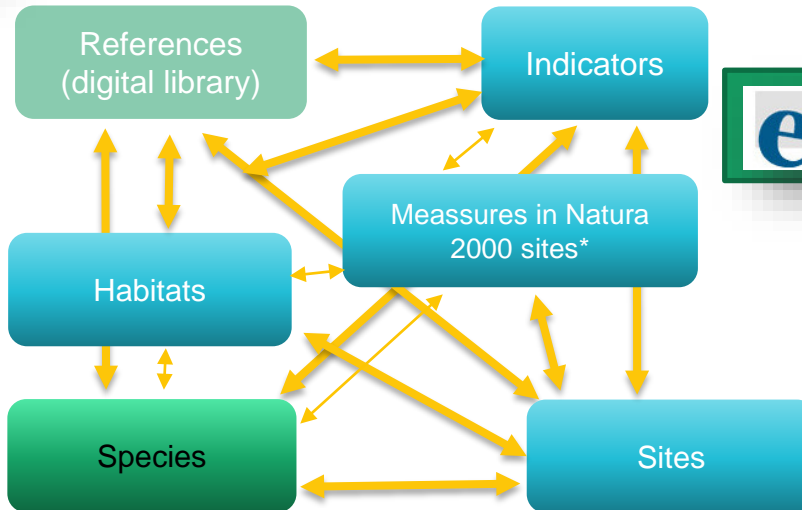 References
(digital library)
Indicators
e
Meassures in Natura
2000 sites*
Habitats
Species
Sites